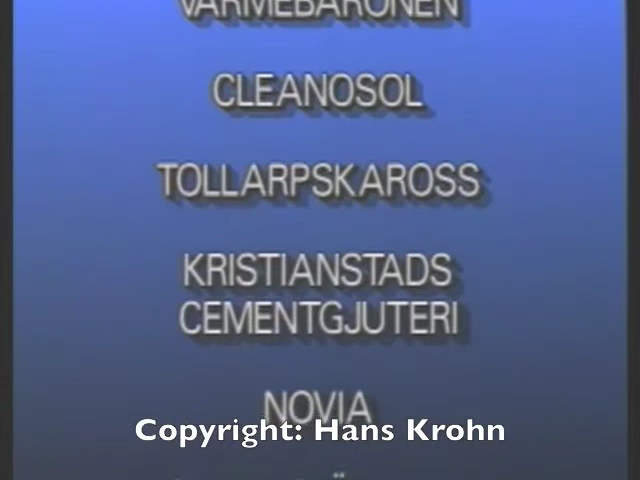 VÄRMEBARONEN
CLEANOSOL
TOLLARPSKAROSS
KRISTIANSTADS
CEMENTGJUTERI
NOVIA
Copyright: Hans Krohn